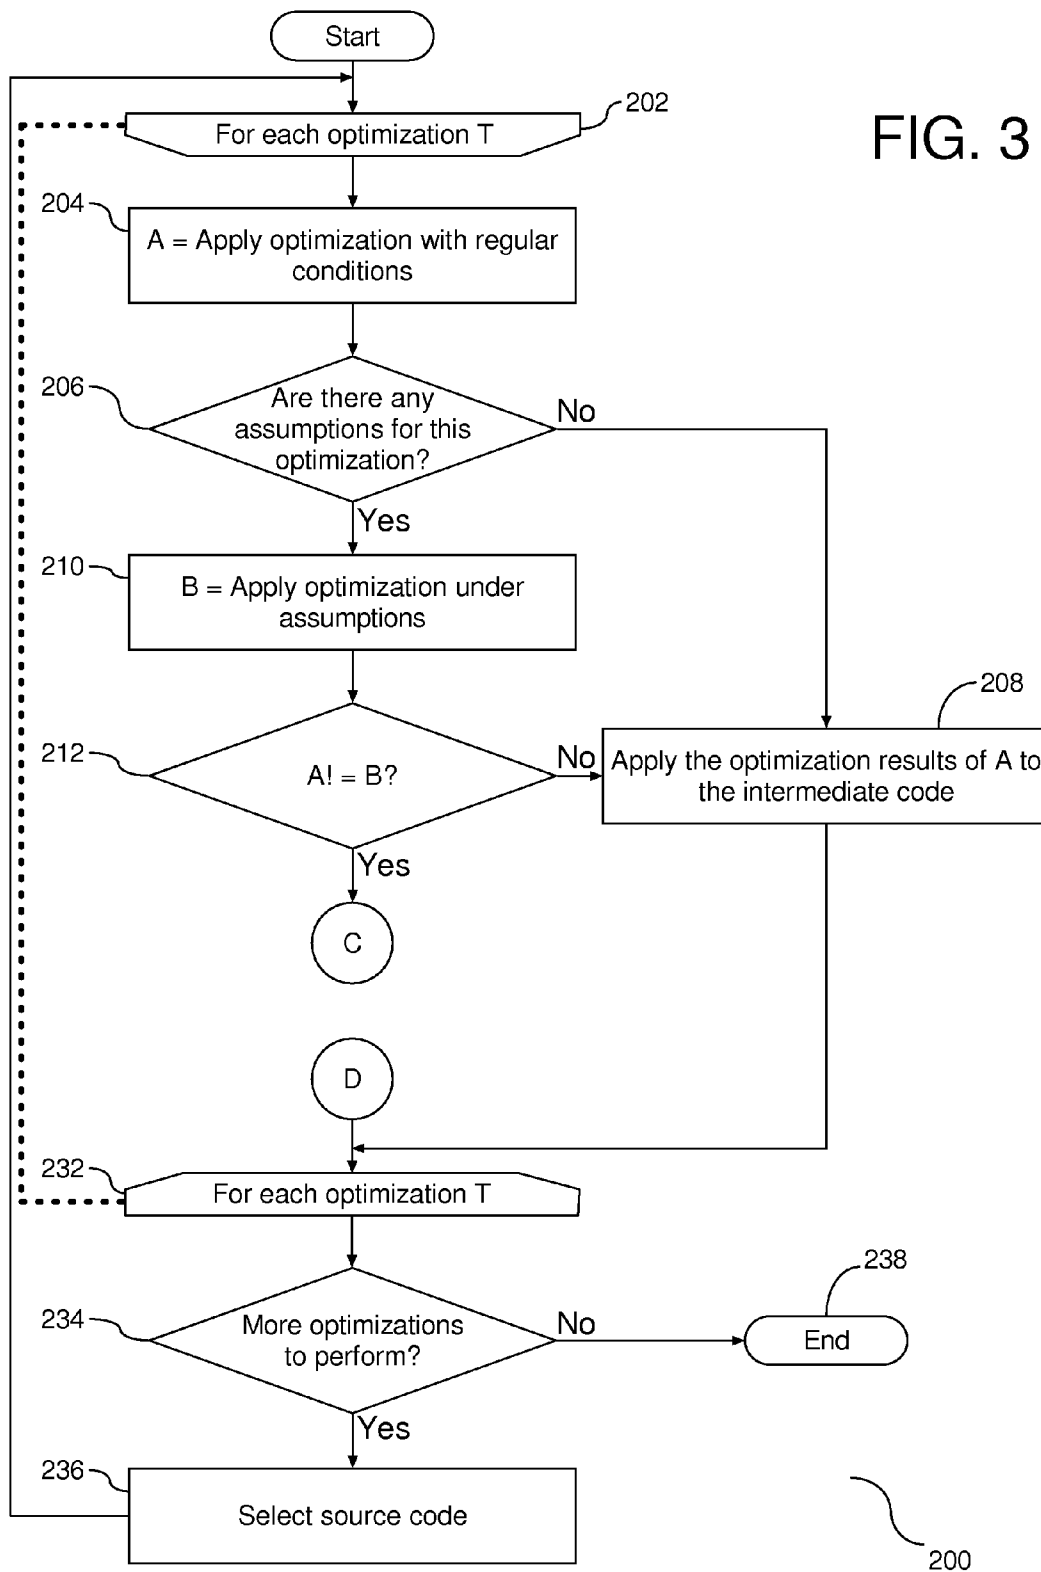 Start
202
For each optimization T
FIG. 3
204
A = Apply optimization with regular
conditions
206
Are there any
assumptions for this
optimization?
No
Yes
210
B = Apply optimization under
assumptions
208
212
A! = B?
No
Apply the optimization results of A to
the intermediate code
Yes
C
D
232
For each optimization T
238
234
More optimizations
to perform?
No
End
Yes
236
Select source code
200